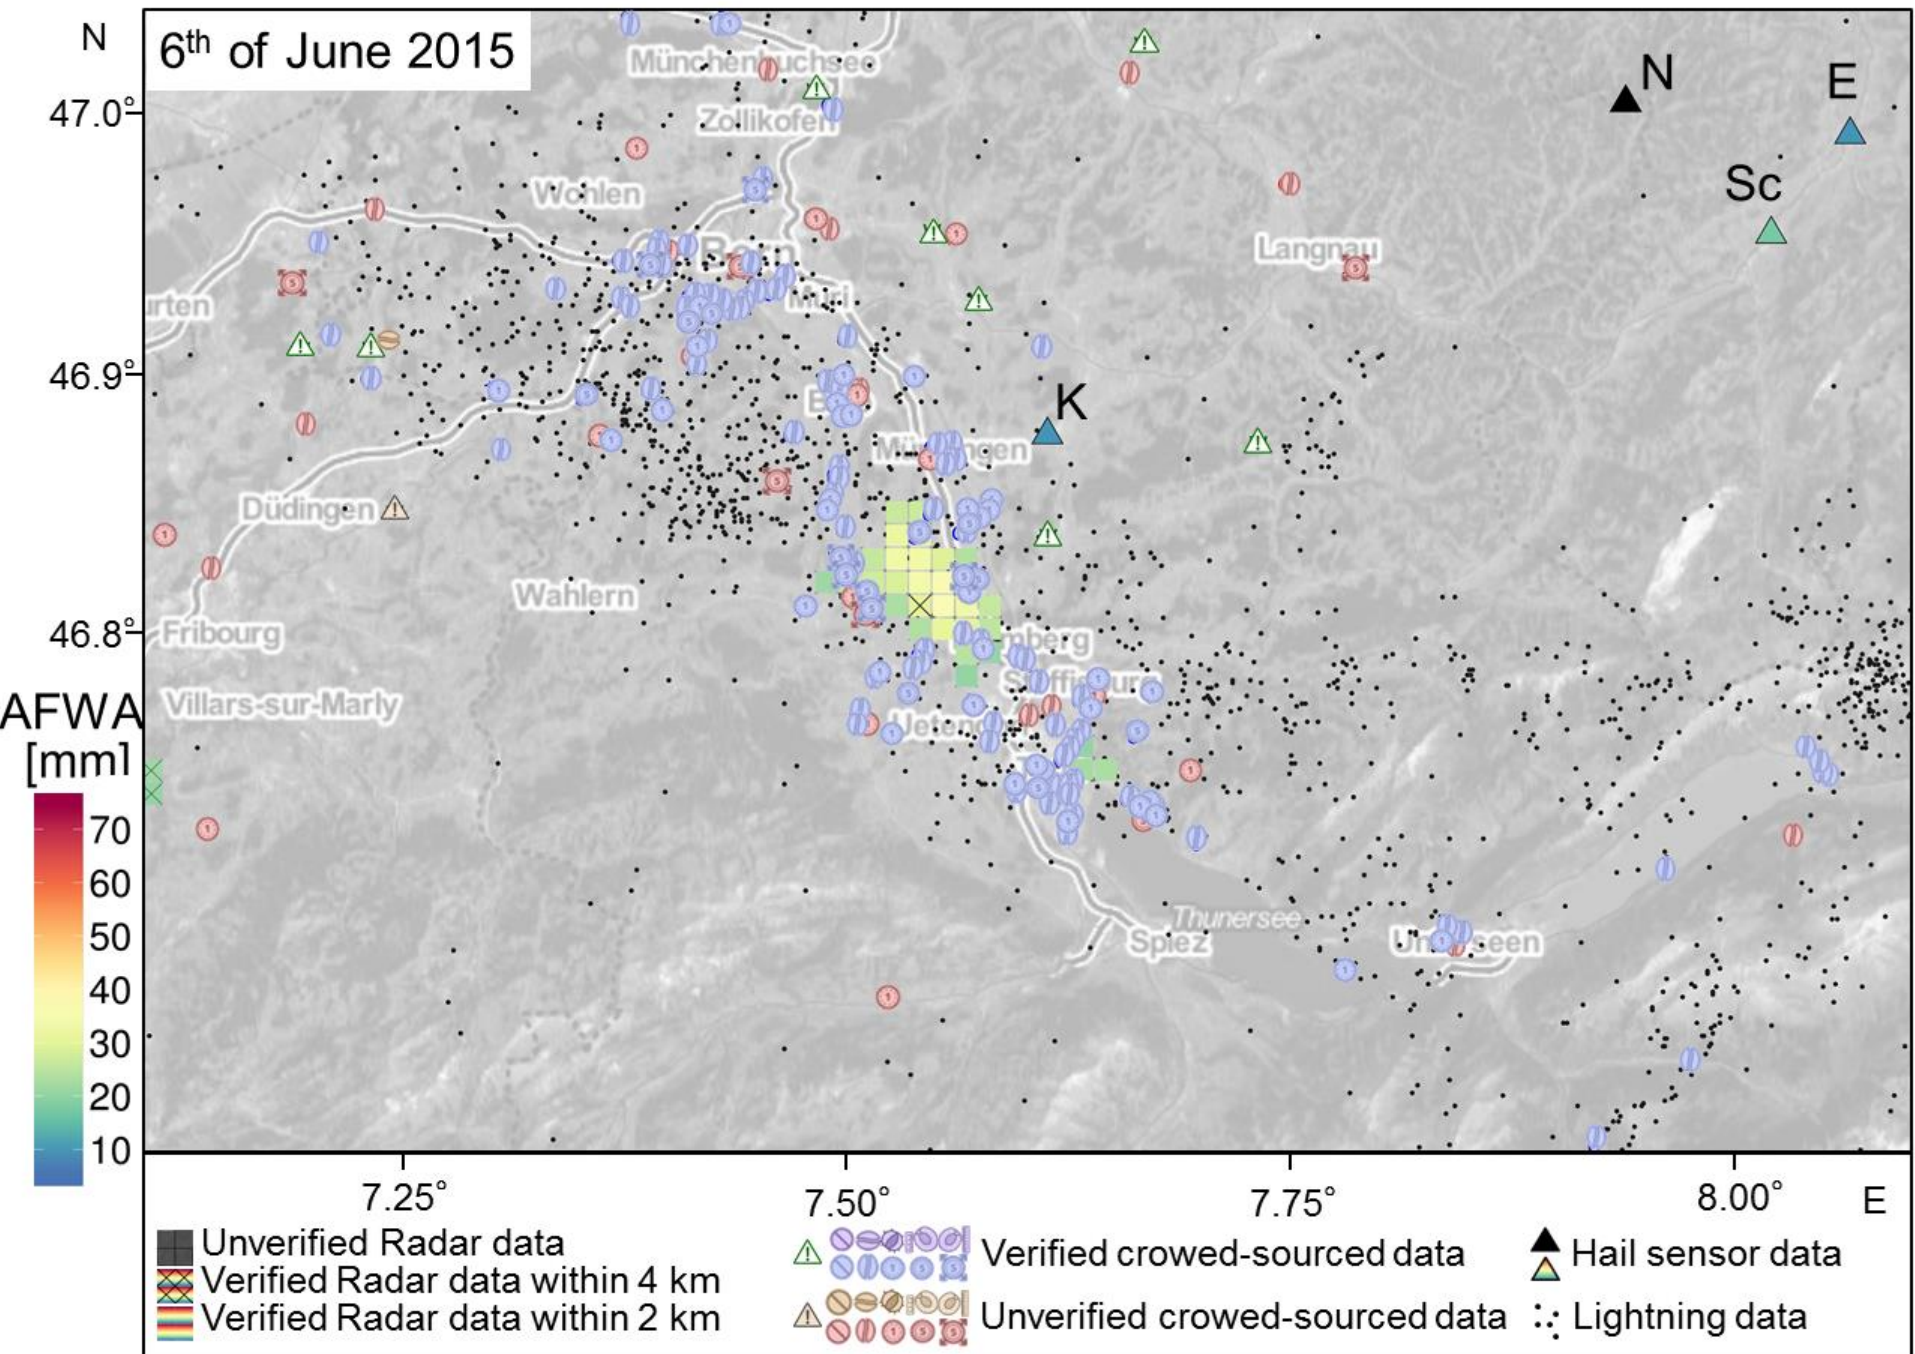 N
6th of June 2015
Münchenbuchsee
N
E
47.0°
Zollikofen
Sc
Wohlen
Bern
Langnau
Muri
46.9°
K
Düdingen
Wahlern
46.8°
Fribourg
AFWA
[mm]
Villars-sur-Marly
70
60
50
40
30
20
10
Thunersee
Spiez
7.25°
7.50°
7.75°
8.00°
E
Unverified Radar data
Verified Radar data within 4 km
Verified Radar data within 2 km
Verified crowed-sourced data
Unverified crowed-sourced data
Hail sensor data
Lightning data